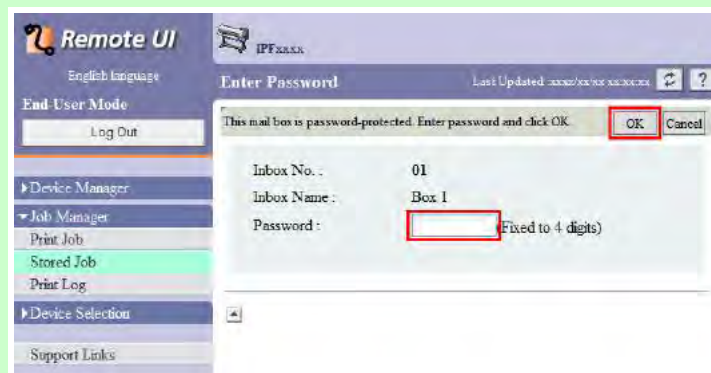 Remote UI
English language
End-User Mode
Log Out
Device Manager
Job Manager
Print Job
Stored Job
Print Log
Device Selection
Support Links
IPFxxxx
Enter Password
Last Updated :xxxx/xx/xx xx:xx:xx
?
This mail box is password-protected. Enter password and click OK.
OK
Cancel
Inbox No. : 01
Inbox Name : Box 1
Password : (Fixed to 4 digits)